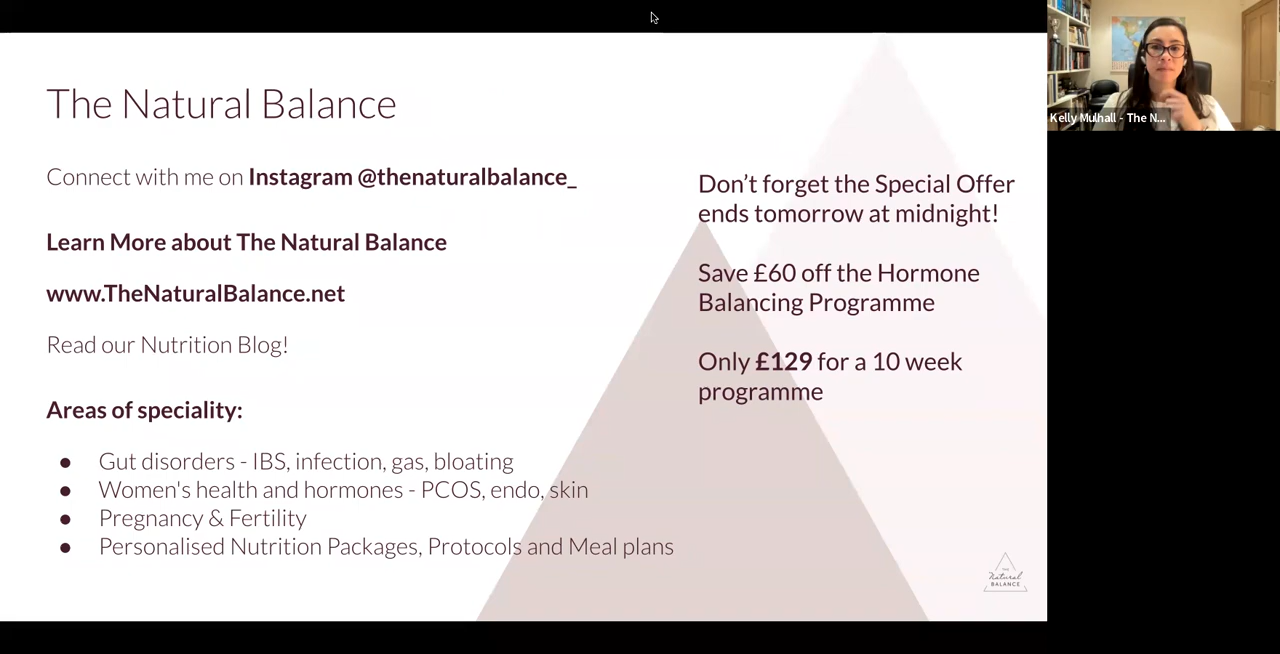 The Natural Balance
Connect with me on Instagram @thenaturalbalance_
Learn More about The Natural Balance
www.TheNaturalBalance.net
Read our Nutrition Blog!
Areas of speciality:
● Gut disorders - IBS, infection, gas, bloating
● Women's health and hormones - PCOS, endo, skin
● Pregnancy & Fertility
● Personalised Nutrition Packages, Protocols and Meal plans
Don’t forget the Special Offer
ends tomorrow at midnight!
Save £60 off the Hormone
Balancing Programme
Only £129 for a 10 week
programme
THE
Natural
BALANCE
Kelly Mulhall - The N...